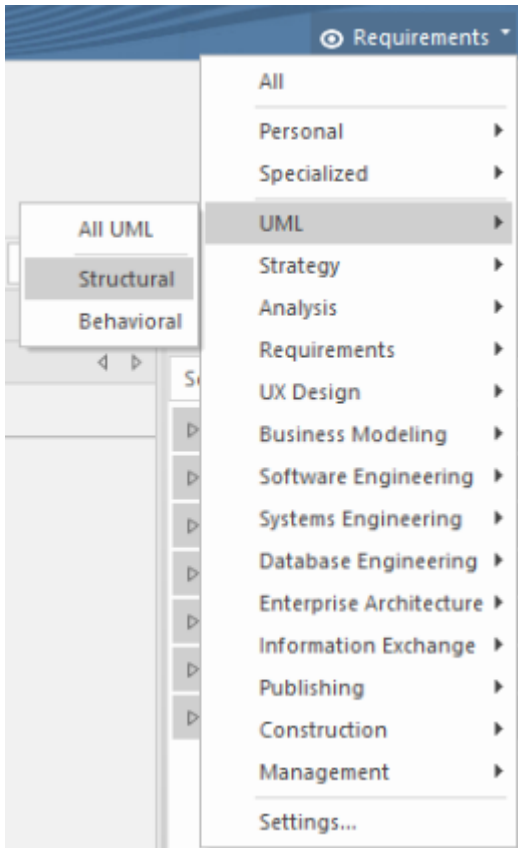 Requirements
All
Personal
Specialized
UML
All UML
Structural
Behavioral
Strategy
Analysis
Requirements
UX Design
Business Modeling
Software Engineering
Systems Engineering
Database Engineering
Enterprise Architecture
Information Exchange
Publishing
Construction
Management
Settings...